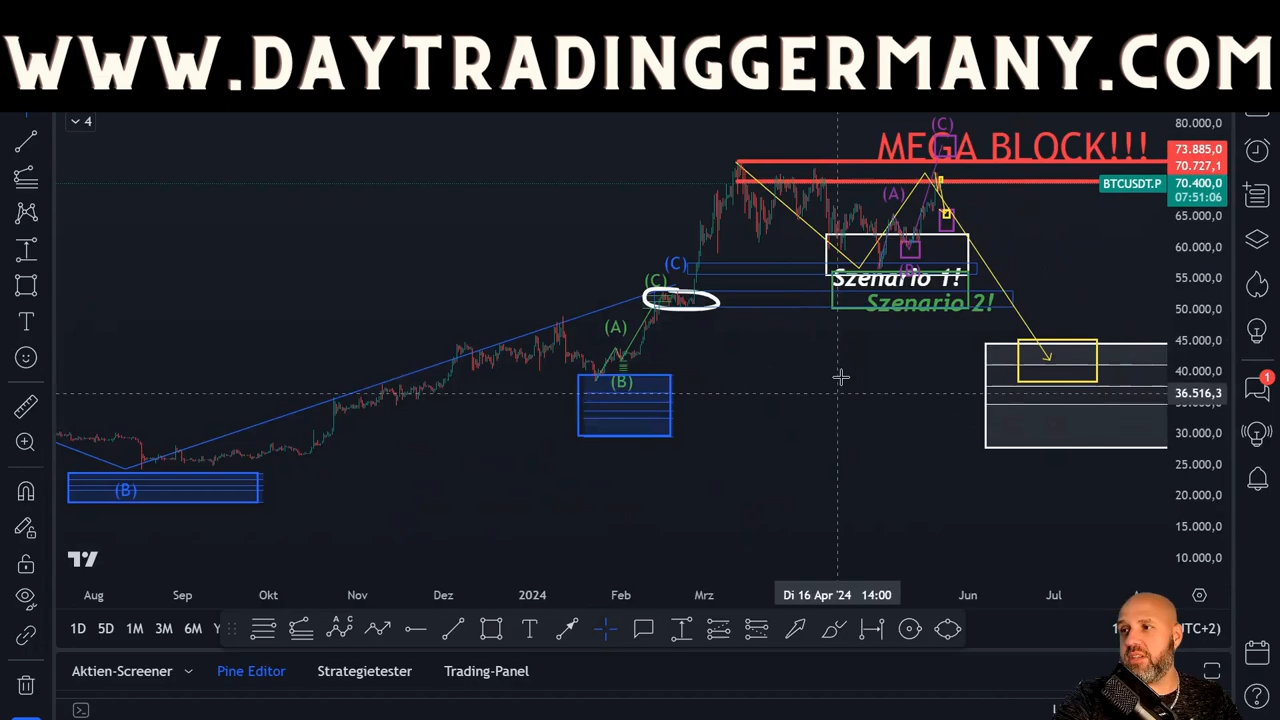 WWW.DAYTRADINGGERMANY.COM
4
80.000,0
(C)
MEGA BLOCK!!!
73.885,0
70.727,1
BTCUSDT.P
70.400,0
07:51:06
(A)
65.000,0
60.000,0
(C)
55.000,0
(C)
Szenario 1!
Szenario 2!
50.000,0
(A)
45.000,0
(B)
40.000,0
36.516,3
30.000,0
25.000,0
(B)
20.000,0
15.000,0
10.000,0
Aug Sep Okt Nov Dez 2024 Feb Mrz Di 16 Apr '24 14:00 Jun Jul
1D 5D 1M 3M 6M
UTC+2)
Aktien-Screener Pine Editor Strategietester Trading-Panel
1